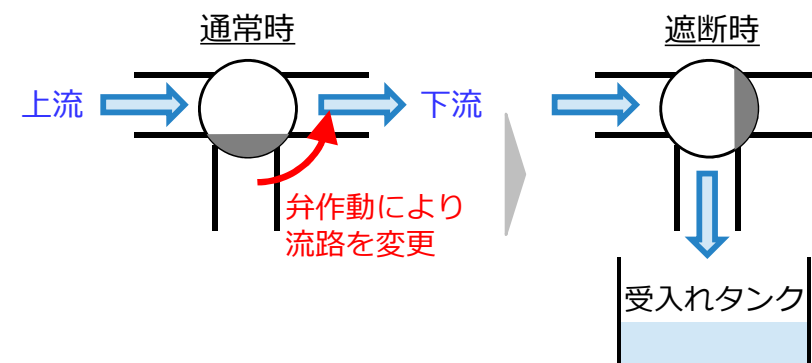 通常時
遮断時
上流
下流
弁作動により
流路を変更
受入れタンク